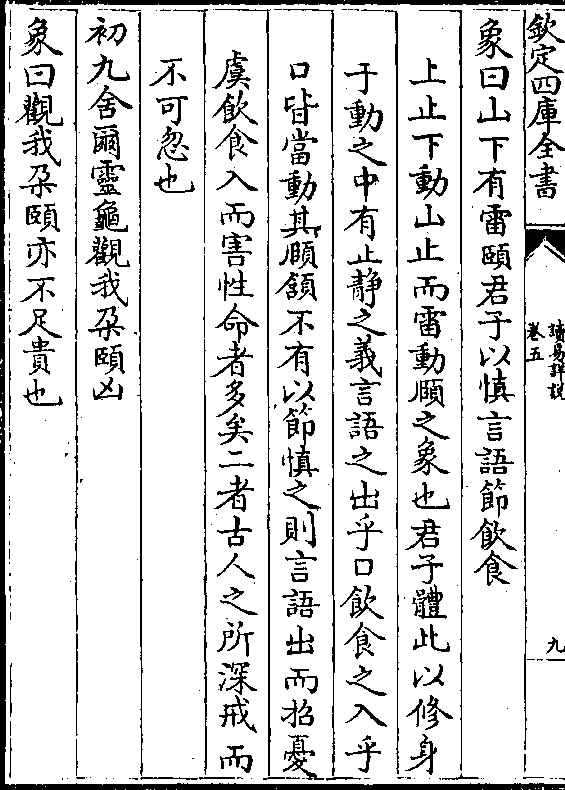 欽定四庫全書
讀易詳說
卷五
九
象曰山下有雷頤君子以慎言語節飲食
上止下動山止而雷動頤之象也君子體此以修身
于動之中有止靜之義言語之出乎口飲食之入乎
口皆當動其頤頷不有以節慎之則言語出而招憂
虞飲食入而害性命者多矣二者古人之所深戒而
不可忽也
初九舍爾靈龜觀我朶頤凶
象曰觀我朶頤亦不足貴也